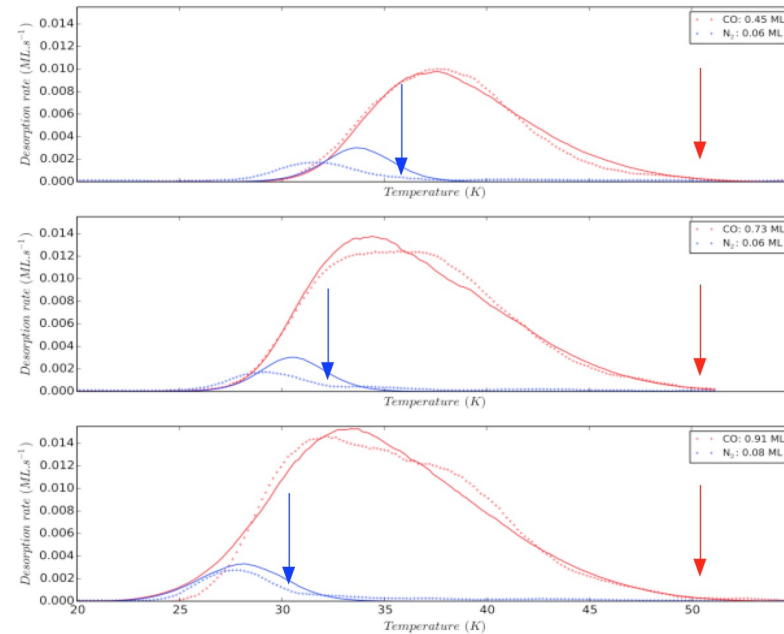 0.014
0.012
0.010
0.008
0.006
0.004
0.002
0.000
Desorption rate (ML.s⁻¹)
CO: 0.45 ML
N₂: 0.06 ML
Temperature (K)
0.014
0.012
0.010
0.008
0.006
0.004
0.002
0.000
Desorption rate (ML.s⁻¹)
CO: 0.73 ML
N₂: 0.06 ML
Temperature (K)
0.014
0.012
0.010
0.008
0.006
0.004
0.002
0.000
Desorption rate (ML.s⁻¹)
CO: 0.91 ML
N₂: 0.08 ML
20 25 30 35 40 45 50
Temperature (K)